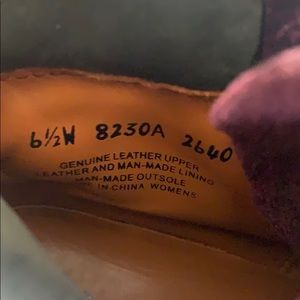 6½W 8230A 2640
GENUINE LEATHER UPPER
LEATHER AND MAN-MADE LINING
MAN-MADE OUTSOLE
IN CHINA WOMENS